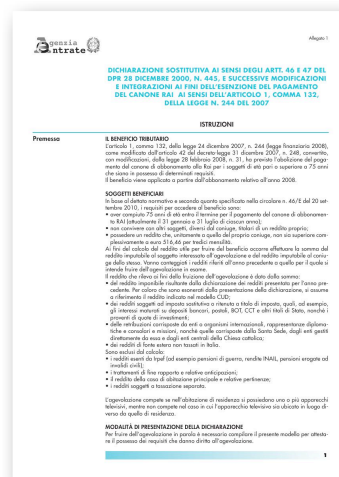 Allegato 1
Agenzia
Entrate
DICHIARAZIONE SOSTITUTIVA AI SENSI DEGLI ARTT. 46 E 47 DEL
DPR 28 DICEMBRE 2000, N. 445, E SUCCESSIVE MODIFICAZIONI
E INTEGRAZIONI AI FINI DELL'ESENZIONE DEL PAGAMENTO
DEL CANONE RAI AI SENSI DELL'ARTICOLO 1, COMMA 132,
DELLA LEGGE N. 244 DEL 2007
ISTRUZIONI
Premessa
IL BENEFICIO TRIBUTARIO
L'articolo 1, comma 132, della legge 24 dicembre 2007, n. 244 (legge finanziaria 2008),
come modificato dall'articolo 42 del decreto legge 31 dicembre 2007, n. 248, convertito,
con modificazioni, dalla legge 28 febbraio 2008, n. 31, ha previsto l'abolizione del paga-
mento del canone di abbonamento alla Rai per i soggetti di età pari o superiore a 75 anni
che siano in possesso di determinati requisiti.
Il beneficio viene applicato a partire dall'abbonamento relativo all'anno 2008.
SOGGETTI BENEFICIARI
In base al dettato normativo e secondo quanto specificato nella circolare n. 46/E del 20 set-
tembre 2010, i requisiti per accedere al beneficio sono:
• aver compiuto 75 anni di età entro il termine per il pagamento del canone di abbonamen-
to RAI (attualmente il 31 gennaio e 31 luglio di ciascun anno);
• non convivere con altri soggetti, diversi dal coniuge, titolari di un reddito proprio;
• possedere un reddito che, unitamente a quello del proprio coniuge, non sia superiore com-
plessivamente a euro 516,46 per tredici mensilità.
Ai fini del calcolo del reddito utile per fruire del beneficio occorre effettuare la somma del
reddito imputabile al soggetto interessato all'agevolazione e del reddito imputabile al coniu-
ge dello stesso. Vanno conteggiati i redditi riferiti all'anno precedente a quello per il quale si
intende fruire dell'agevolazione in esame.
Il reddito che rileva ai fini della fruizione dell'agevolazione è dato dalla somma:
• del reddito imponibile risultante dalla dichiarazione dei redditi presentata per l'anno pre-
cedente. Per coloro che sono esonerati dalla presentazione della dichiarazione, si assume
a riferimento il reddito indicato nel modello CUD;
• dei redditi soggetti ad imposta sostitutiva o ritenuta a titolo di imposta, quali, ad esempio,
gli interessi maturati su depositi bancari, postali, BOT, CCT e altri titoli di Stato, nonché i
proventi di quote di investimenti;
• delle retribuzioni corrisposte da enti o organismi internazionali, rappresentanze diploma-
tiche e consolari e missioni, nonché quelle corrisposte dalla Santa Sede, dagli enti gestiti
direttamente da essa e dagli enti centrali della Chiesa cattolica;
• dei redditi di fonte estera non tassati in Italia.
Sono esclusi dal calcolo:
• i redditi esenti da Irpef (ad esempio pensioni di guerra, rendite INAIL, pensioni erogate ad
invalidi civili);
• i trattamenti di fine rapporto e relative anticipazioni;
• il reddito della casa di abitazione principale e relative pertinenze;
• i redditi soggetti a tassazione separata.
L'agevolazione compete se nell'abitazione di residenza si possiedono uno o più apparecchi
televisivi, mentre non compete nel caso in cui l'apparecchio televisivo sia ubicato in luogo di-
verso da quello di residenza.
MODALITÀ DI PRESENTAZIONE DELLA DICHIARAZIONE
Per fruire dell'agevolazione in parola è necessario compilare il presente modello per attesta-
re il possesso dei requisiti che danno diritto all'agevolazione.
1